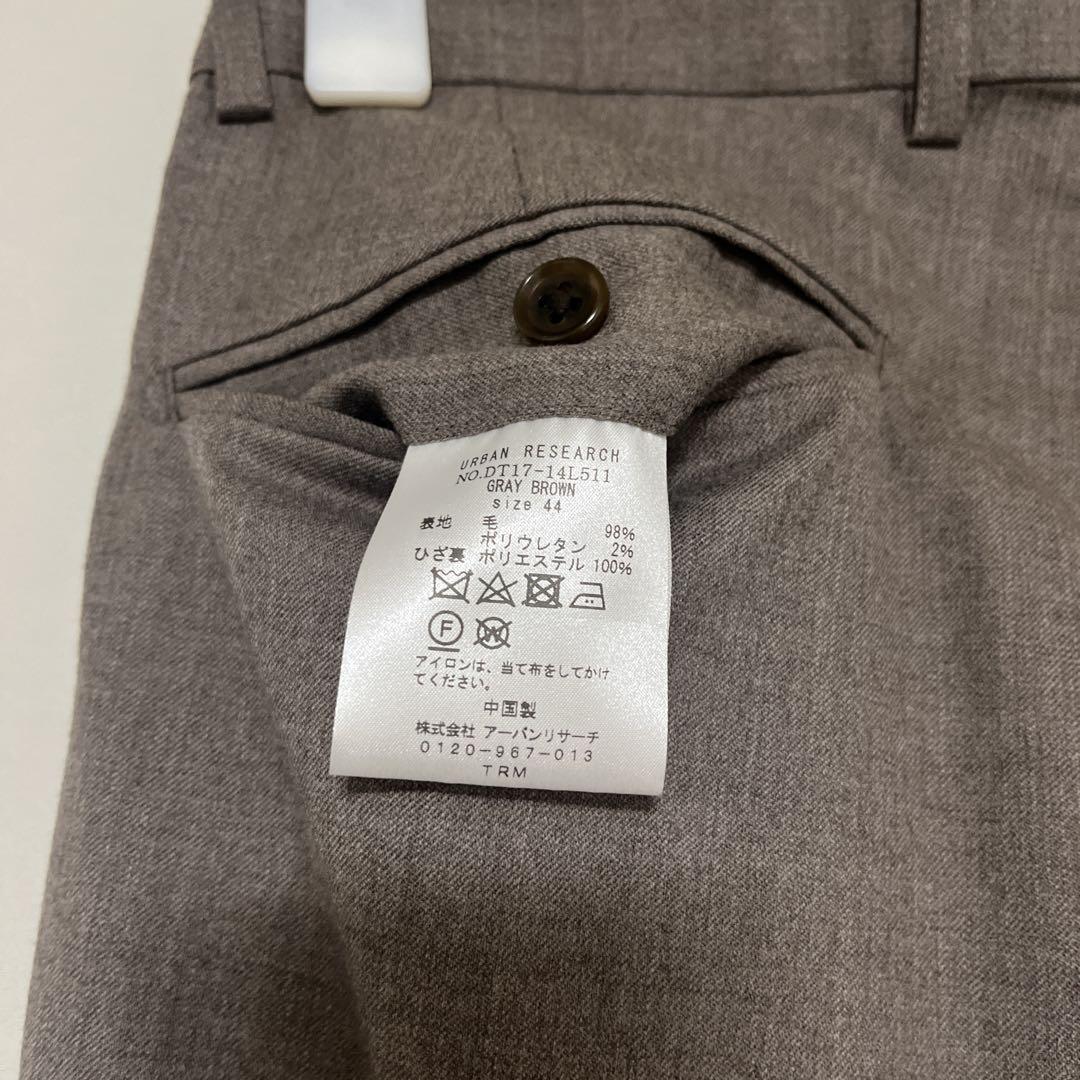 URBAN RESEARCH
NO.DT17-14L511
GRAY BROWN
size 44
表地 毛 98%
ポリウレタン 2%
ひざ裏 ポリエステル 100%
F W
アイロンは、当て布をしてかけ
てください。
中国製
株式会社 アーバンリサーチ
0120-967-013
TRM